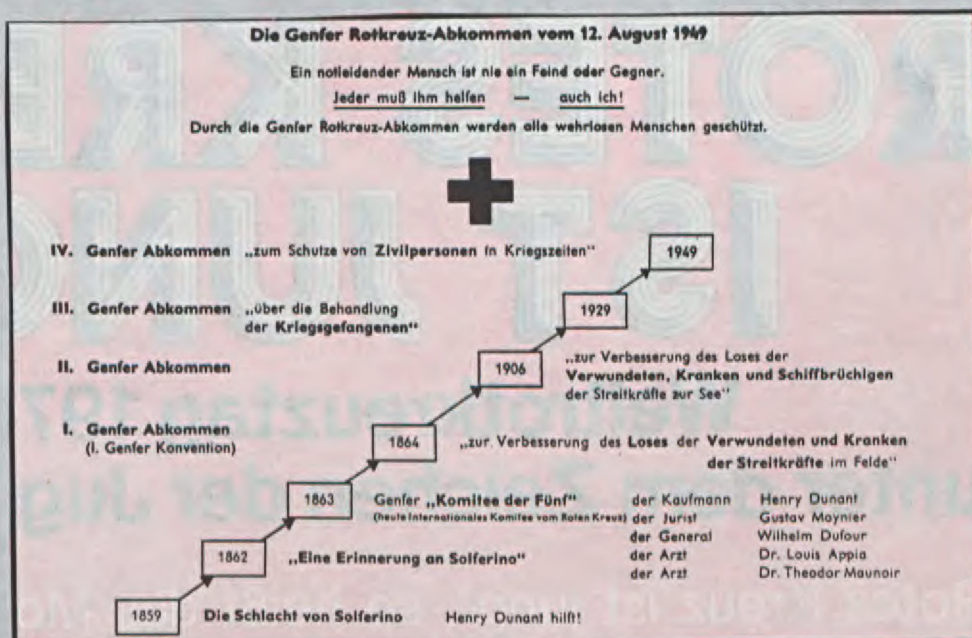 Die Genfer Rotkreuz-Abkommen vom 12. August 1949
Ein notleidender Mensch ist nie ein Feind oder Gegner.
Jeder muß ihm helfen — auch ich!
Durch die Genfer Rotkreuz-Abkommen werden alle wehrlosen Menschen geschützt.
IV. Genfer Abkommen „zum Schutze von Zivilpersonen in Kriegszeiten“ 1949
III. Genfer Abkommen „über die Behandlung
der Kriegsgefangenen“ 1929
II. Genfer Abkommen 1906 „zur Verbesserung des Loses der
Verwundeten, Kranken und Schiffbrüchigen
der Streitkräfte zur See“
I. Genfer Abkommen
(I. Genfer Konvention) 1864 „zur Verbesserung des Loses der Verwundeten und Kranken
der Streitkräfte im Felde“
1863 Genfer „Komitee der Fünf“ der Kaufmann Henry Dunant
(heute Internationales Komitee vom Roten Kreuz) der Jurist Gustav Moynier
der General Wilhelm Dufour
der Arzt Dr. Louis Appia
der Arzt Dr. Theodor Maunoir
1862 „Eine Erinnerung an Solferino“
1859 Die Schlacht von Solferino Henry Dunant hilft!